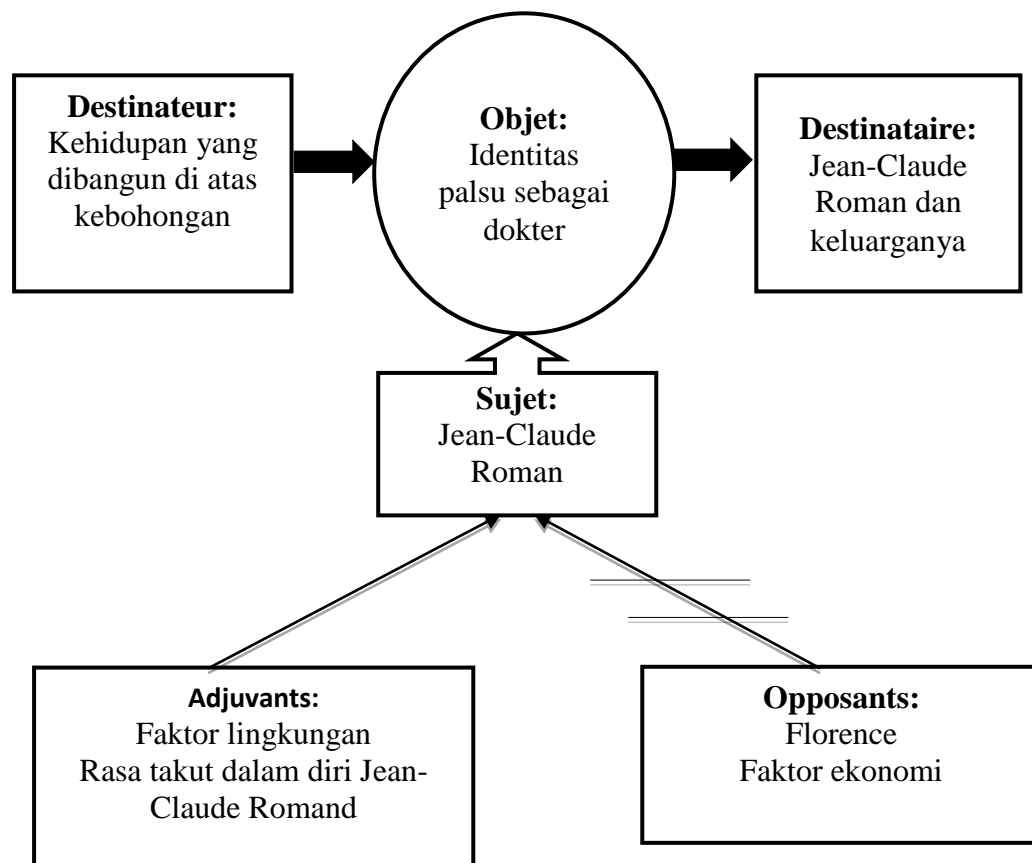 Destinateur:
Kehidupan yang
dibangun di atas
kebohongan
Objet:
Identitas
palsu sebagai
dokter
Destinataire:
Jean-Claude
Roman dan
keluarganya
Sujet:
Jean-Claude
Roman
Adjuvants:
Faktor lingkungan
Rasa takut dalam diri Jean-
Claude Romand
Opposants:
Florence
Faktor ekonomi